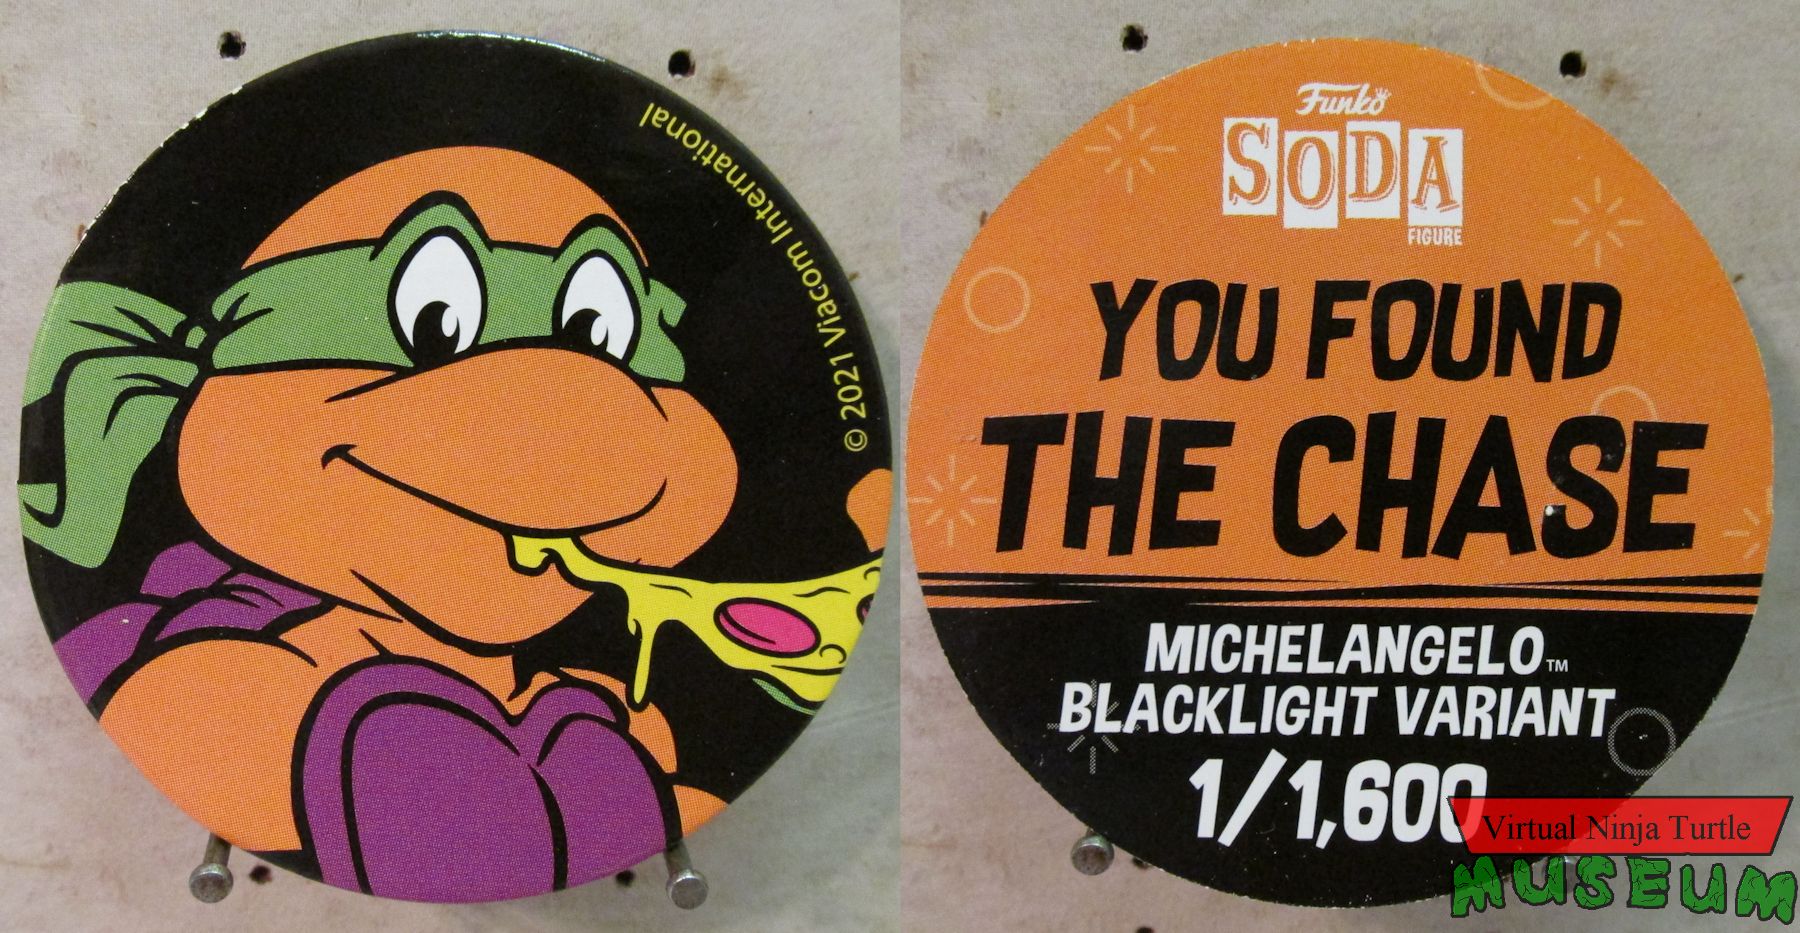 © 2021 Viacom International
Funko
SODA
FIGURE
YOU FOUND
THE CHASE
MICHELANGELO™
BLACKLIGHT VARIANT
1/1,600
Virtual Ninja Turtle
MUSEUM